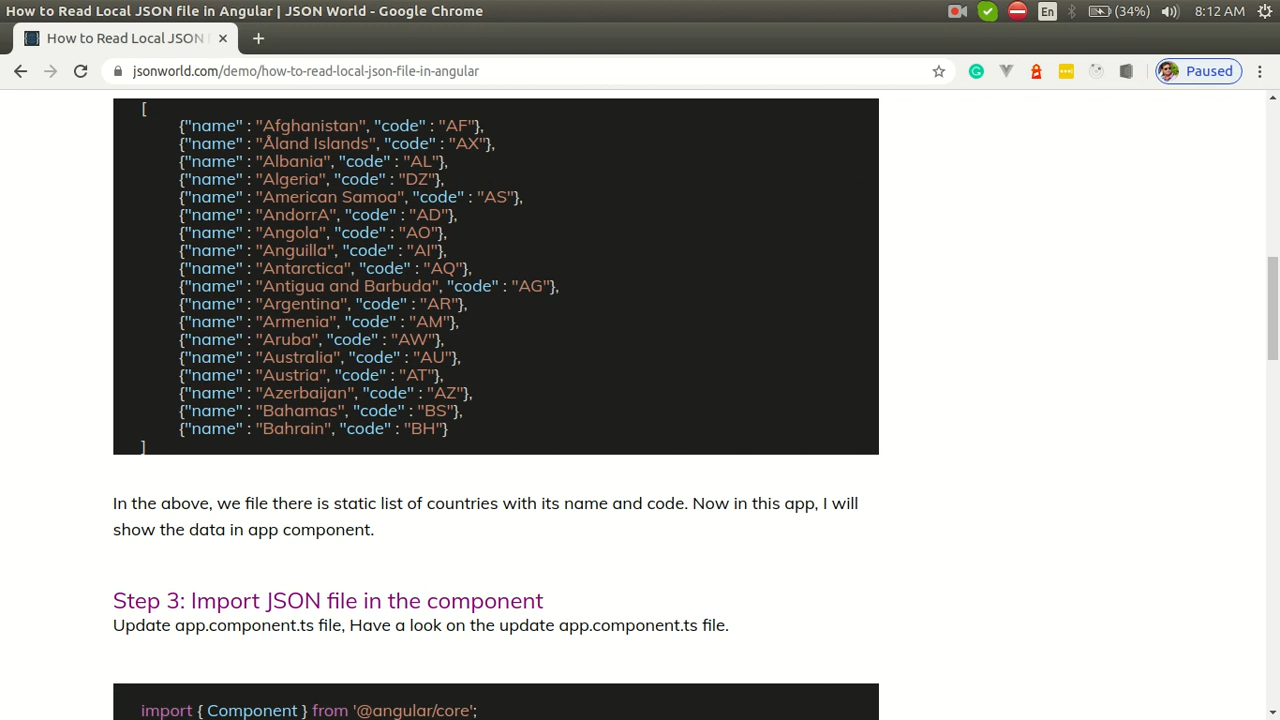 How to Read Local JSON file in Angular | JSON World - Google Chrome
En
(34%)
8:12 AM
How to Read Local JSON
jsonworld.com/demo/how-to-read-local-json-file-in-angular
Paused
[
{"name" : "Afghanistan", "code" : "AF"},
{"name" : "Åland Islands", "code" : "AX"},
{"name" : "Albania", "code" : "AL"},
{"name" : "Algeria", "code" : "DZ"},
{"name" : "American Samoa", "code" : "AS"},
{"name" : "AndorrA", "code" : "AD"},
{"name" : "Angola", "code" : "AO"},
{"name" : "Anguilla", "code" : "AI"},
{"name" : "Antarctica", "code" : "AQ"},
{"name" : "Antigua and Barbuda", "code" : "AG"},
{"name" : "Argentina", "code" : "AR"},
{"name" : "Armenia", "code" : "AM"},
{"name" : "Aruba", "code" : "AW"},
{"name" : "Australia", "code" : "AU"},
{"name" : "Austria", "code" : "AT"},
{"name" : "Azerbaijan", "code" : "AZ"},
{"name" : "Bahamas", "code" : "BS"},
{"name" : "Bahrain", "code" : "BH"}
]
In the above, we file there is static list of countries with its name and code. Now in this app, I will
show the data in app component.
Step 3: Import JSON file in the component
Update app.component.ts file, Have a look on the update app.component.ts file.
import { Component } from '@angular/core';